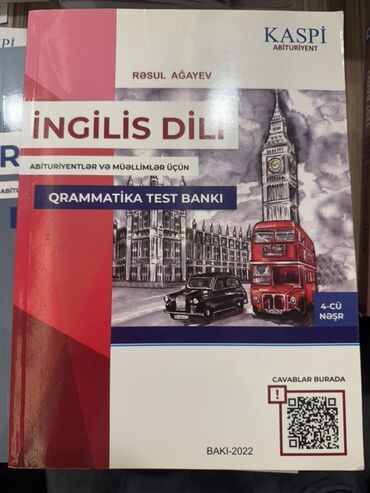 KASPİ
ABİTURİYENT
RƏSUL AĞAYEV
İNGİLİS DİLİ
ABİTURİYENTLƏR VƏ MÜƏLLİMLƏR ÜÇÜN
QRAMMATİKA TEST BANKI
4-CÜ
NƏŞR
CAVABLAR BURADA
BAKI-2022